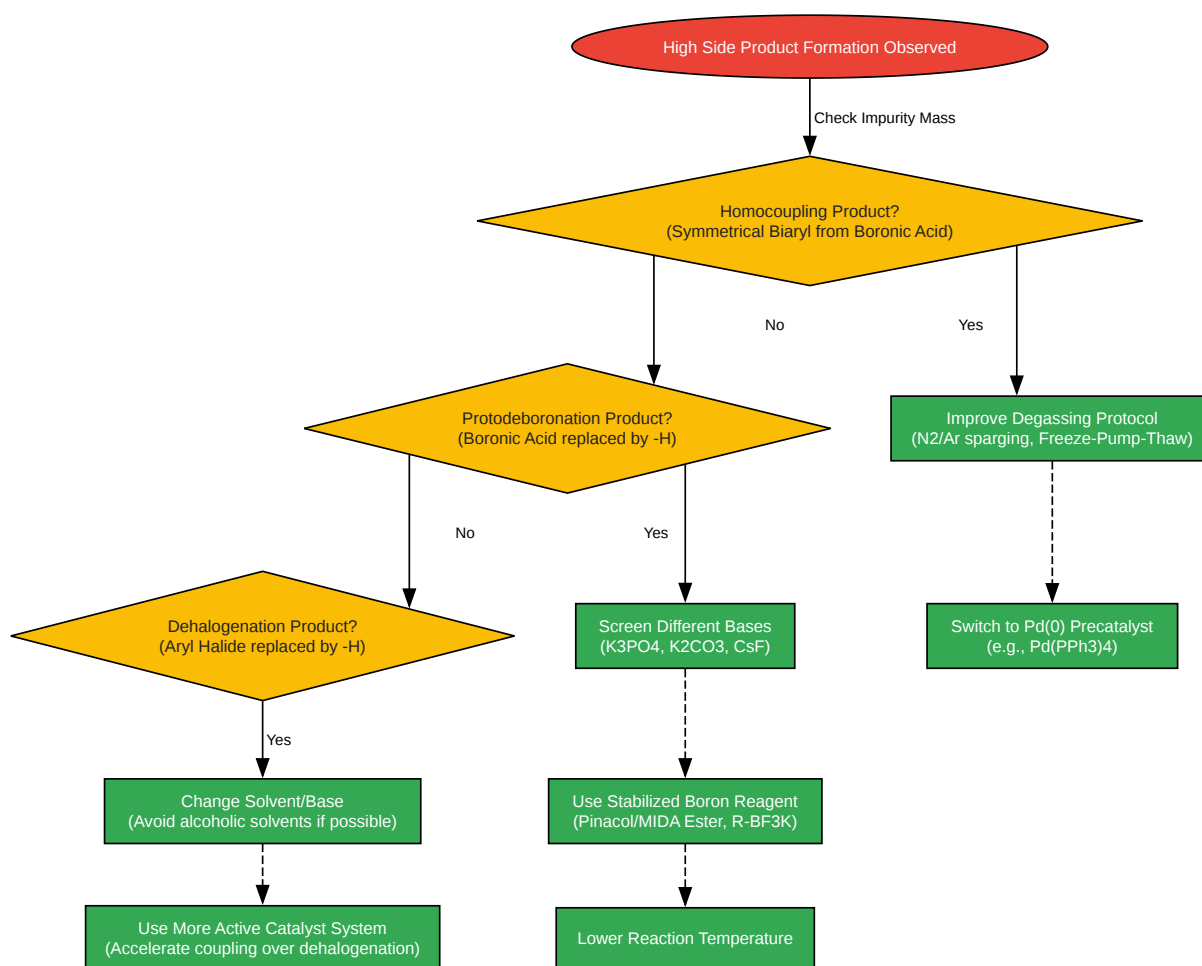 High Side Product Formation Observed
Check Impurity Mass
Homocoupling Product?
(Symmetrical Biaryl from Boronic Acid)
No
Yes
Protodeboronation Product?
(Boronic Acid replaced by -H)
Improve Degassing Protocol
(N2/Ar sparging, Freeze-Pump-Thaw)
No
Yes
Dehalogenation Product?
(Aryl Halide replaced by -H)
Screen Different Bases
(K3PO4, K2CO3, CsF)
Switch to Pd(0) Precatalyst
(e.g., Pd(PPh3)4)
Yes
Change Solvent/Base
(Avoid alcoholic solvents if possible)
Use Stabilized Boron Reagent
(Pinacol/MIDA Ester, R-BF3K)
Use More Active Catalyst System
(Accelerate coupling over dehalogenation)
Lower Reaction Temperature